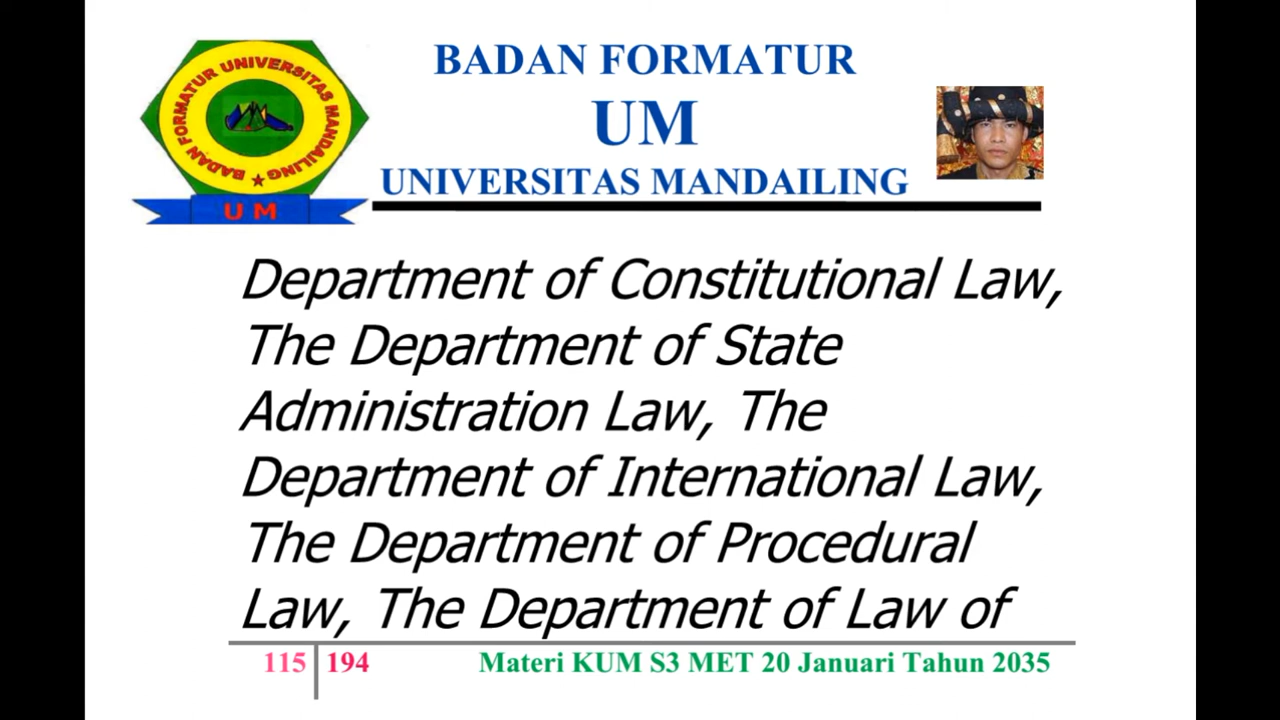 BADAN FORMATUR UNIVERSITAS MANDAILING
U M
BADAN FORMATUR
UM
UNIVERSITAS MANDAILING
Department of Constitutional Law,
The Department of State
Administration Law, The
Department of International Law,
The Department of Procedural
Law, The Department of Law of
115 194 Materi KUM S3 MET 20 Januari Tahun 2035